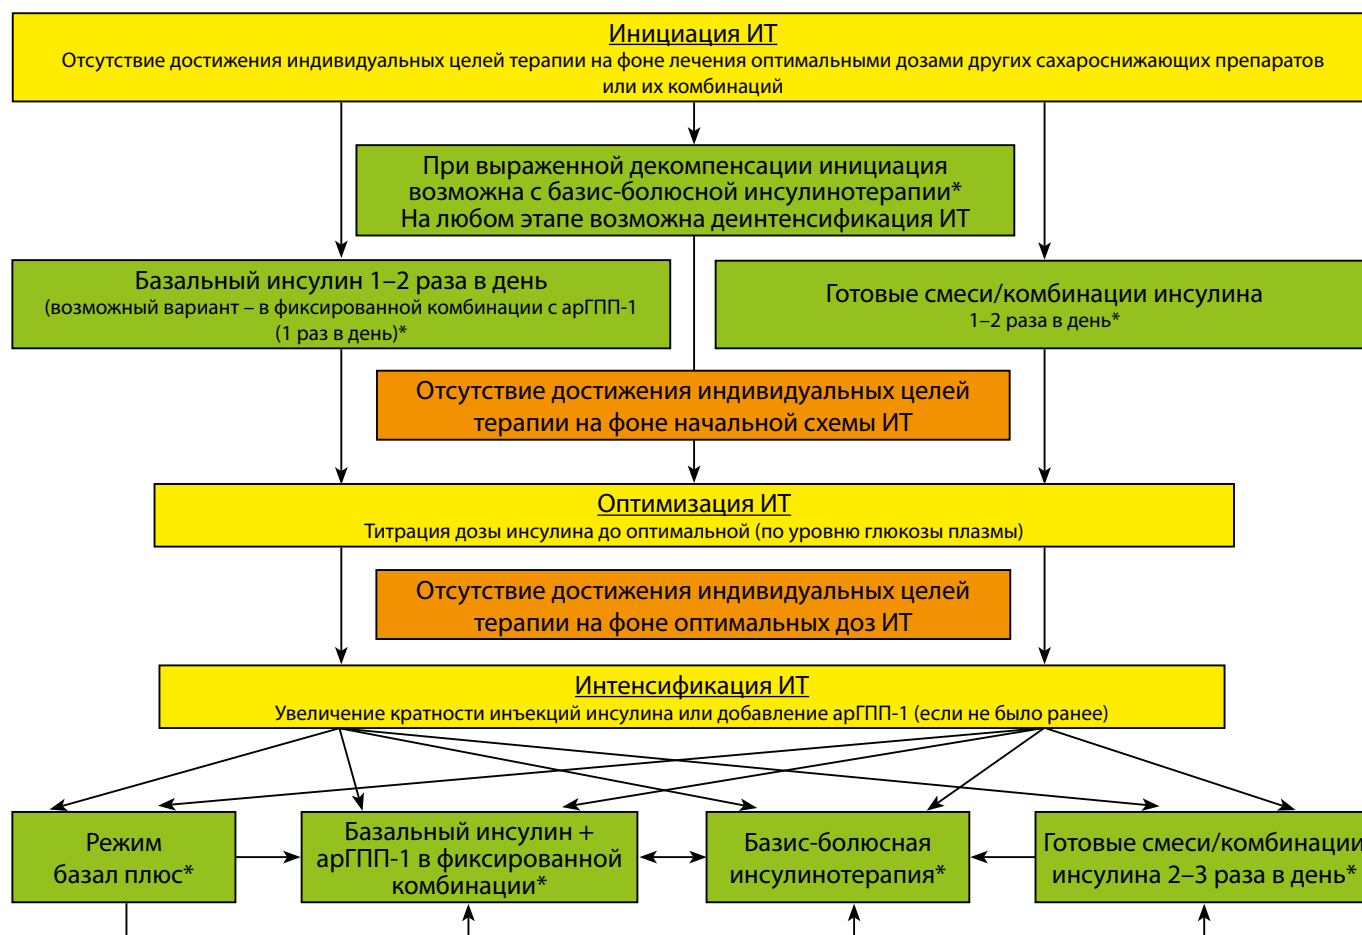 Инициация ИТ
Отсутствие достижения индивидуальных целей терапии на фоне лечения оптимальными дозами других сахароснижающих препаратов
или их комбинаций
При выраженной декомпенсации инициация
возможна с базис-болюсной инсулинотерапии*
На любом этапе возможна деинтенсификация ИТ
Базальный инсулин 1–2 раза в день
(возможный вариант – в фиксированной комбинации с арГПП-1
(1 раз в день)*
Готовые смеси/комбинации инсулина
1–2 раза в день*
Отсутствие достижения индивидуальных целей
терапии на фоне начальной схемы ИТ
Оптимизация ИТ
Титрация дозы инсулина до оптимальной (по уровню глюкозы плазмы)
Отсутствие достижения индивидуальных целей
терапии на фоне оптимальных доз ИТ
Интенсификация ИТ
Увеличение кратности инъекций инсулина или добавление арГПП-1 (если не было ранее)
Режим
базал плюс*
Базальный инсулин +
арГПП-1 в фиксированной
комбинации*
Базис-болюсная
инсулинотерапия*
Готовые смеси/комбинации
инсулина 2–3 раза в день*